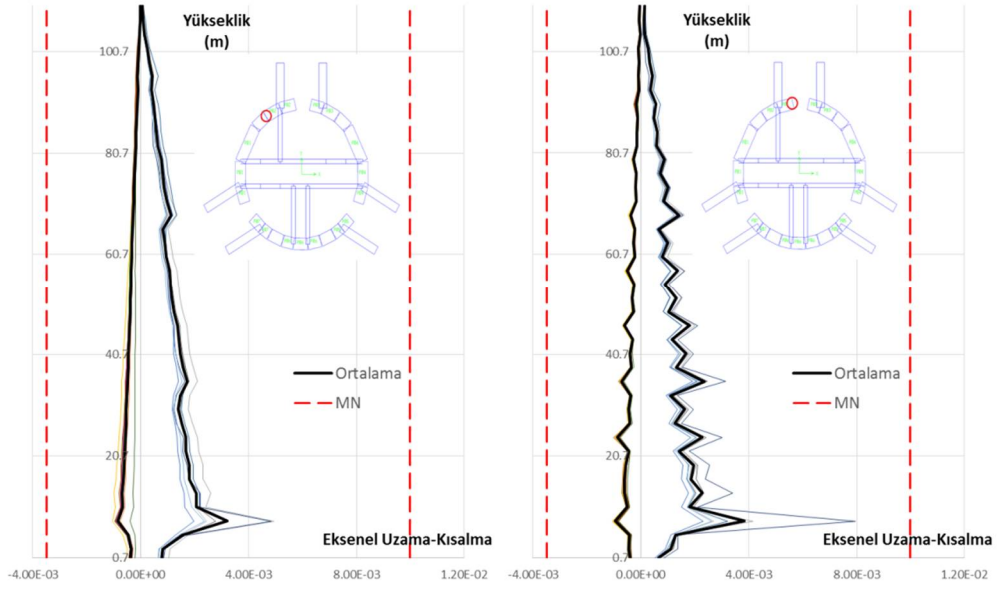 Yükseklik
(m)
100.7
80.7
60.7
40.7
20.7
0.7
Ortalama
MN
Eksenel Uzama-Kısalma
-4.00E-03
0.00E+00
4.00E-03
8.00E-03
1.20E-02
Yükseklik
(m)
100.7
80.7
60.7
40.7
20.7
0.7
Ortalama
MN
Eksenel Uzama-Kısalma
-4.00E-03
0.00E+00
4.00E-03
8.00E-03
1.20E-02